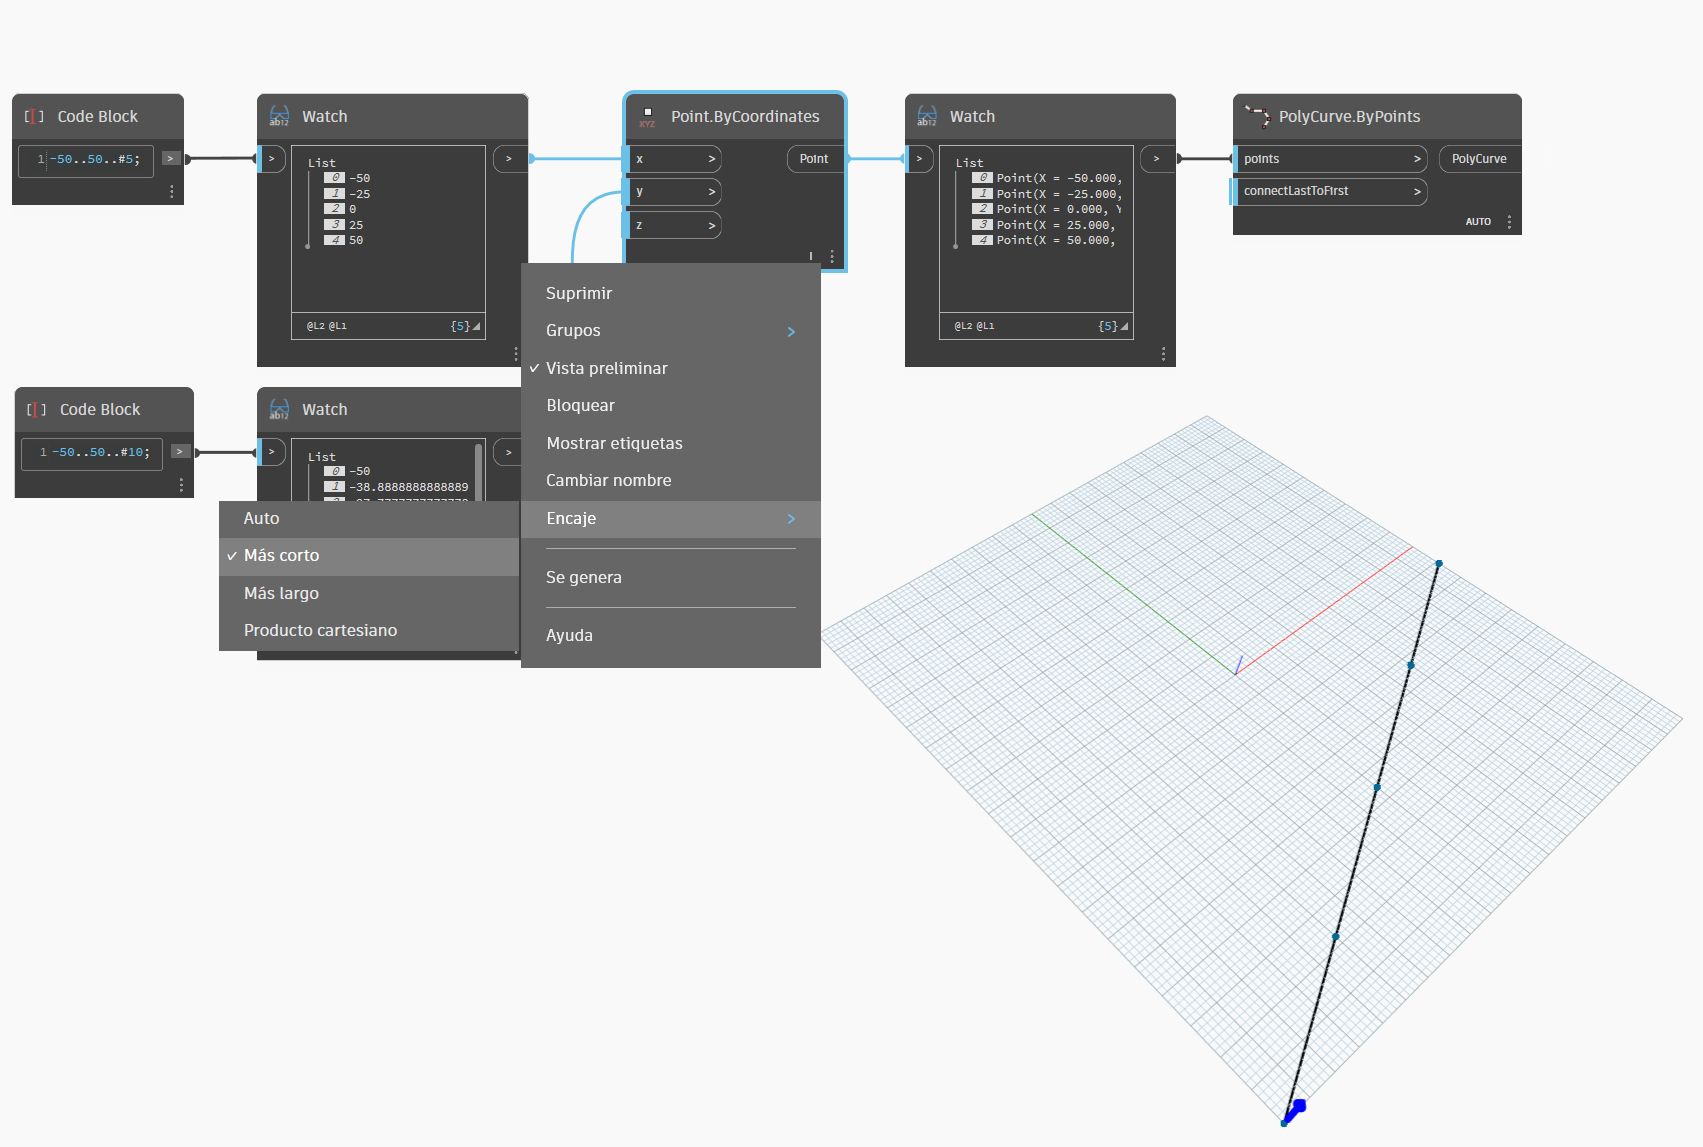 Code Block
1 -50..50..#5;
>
Watch
>
List
0 -50
1 -25
2 0
3 25
4 50
@L2 @L1 {5}
>
Point.ByCoordinates
XYZ
x >
y >
z >
Point
Watch
>
List
0 Point(X = -50.000,
1 Point(X = -25.000,
2 Point(X = 0.000, Y
3 Point(X = 25.000,
4 Point(X = 50.000,
@L2 @L1 {5}
>
PolyCurve.ByPoints
points >
connectLastToFirst >
PolyCurve
AUTO
Code Block
1 -50..50..#10;
>
Watch
>
List
0 -50
1 -38.8888888888889
>
Suprimir
Grupos >
✓ Vista preliminar
Bloquear
Mostrar etiquetas
Cambiar nombre
Encaje >
Se genera
Ayuda
Auto
✓ Más corto
Más largo
Producto cartesiano